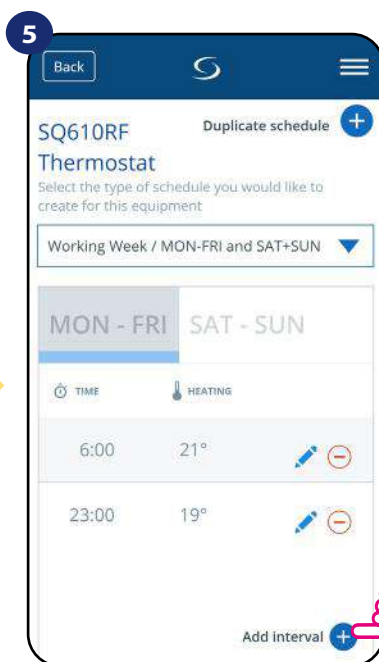 5
Back
SQ610RF
Thermostat
Duplicate schedule
Select the type of schedule you would like to
create for this equipment
Working Week / MON-FRI and SAT+SUN
MON - FRI SAT - SUN
TIME HEATING
6:00 21°
23:00 19°
Add interval